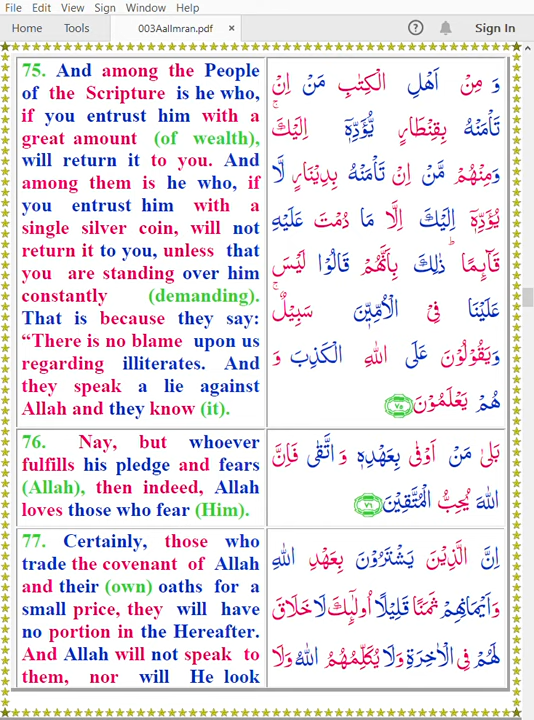 File Edit View Sign Window Help
Home Tools 003AalImran.pdf × ? Sign In
75. And among the People
of the Scripture is he who,
if you entrust him with a
great amount (of wealth),
will return it to you. And
among them is he who, if
you entrust him with a
single silver coin, will not
return it to you, unless that
you are standing over him
constantly (demanding).
That is because they say:
“There is no blame upon us
regarding illiterates. And
they speak a lie against
Allah and they know (it).
وَ مِنْ اَهْلِ الْكِتٰبِ مَنْ اِنْ
تَاْمَنْهُ بِقِنْطَارٍ يُّؤَدِّهٖۤ اِلَيْكَ ۚ
وَمِنْهُمْ مَّنْ اِنْ تَاْمَنْهُ بِدِيْنَارٍ لَّا
يُؤَدِّهٖۤ اِلَيْكَ اِلَّا مَا دُمْتَ عَلَيْهِ
قَآىِٕمًا ؕ ذٰلِكَ بِاَنَّهُمْ قَالُوْا لَيْسَ
عَلَيْنَا فِى الْاُمِّيّٖنَ سَبِيْلٌ ۚ
وَيَقُوْلُوْنَ عَلَى اللّٰهِ الْكَذِبَ وَ
هُمْ يَعْلَمُوْنَ ٧٥
76. Nay, but whoever
fulfills his pledge and fears
(Allah), then indeed, Allah
loves those who fear (Him).
بَلٰى مَنْ اَوْفٰى بِعَهْدِهٖ وَ اتَّقٰى فَاِنَّ
اللّٰهَ يُحِبُّ الْمُتَّقِيْنَ ٧٦
77. Certainly, those who
trade the covenant of Allah
and their (own) oaths for a
small price, they will have
no portion in the Hereafter.
And Allah will not speak to
them, nor will He look
اِنَّ الَّذِيْنَ يَشْتَرُوْنَ بِعَهْدِ اللّٰهِ
وَاَيْمَانِهِمْ ثَمَنًا قَلِيْلًا اُولٰٓىِٕكَ لَا خَلَاقَ
لَهُمْ فِى الْاٰخِرَةِ وَلَا يُكَلِّمُهُمُ اللّٰهُ وَلَا